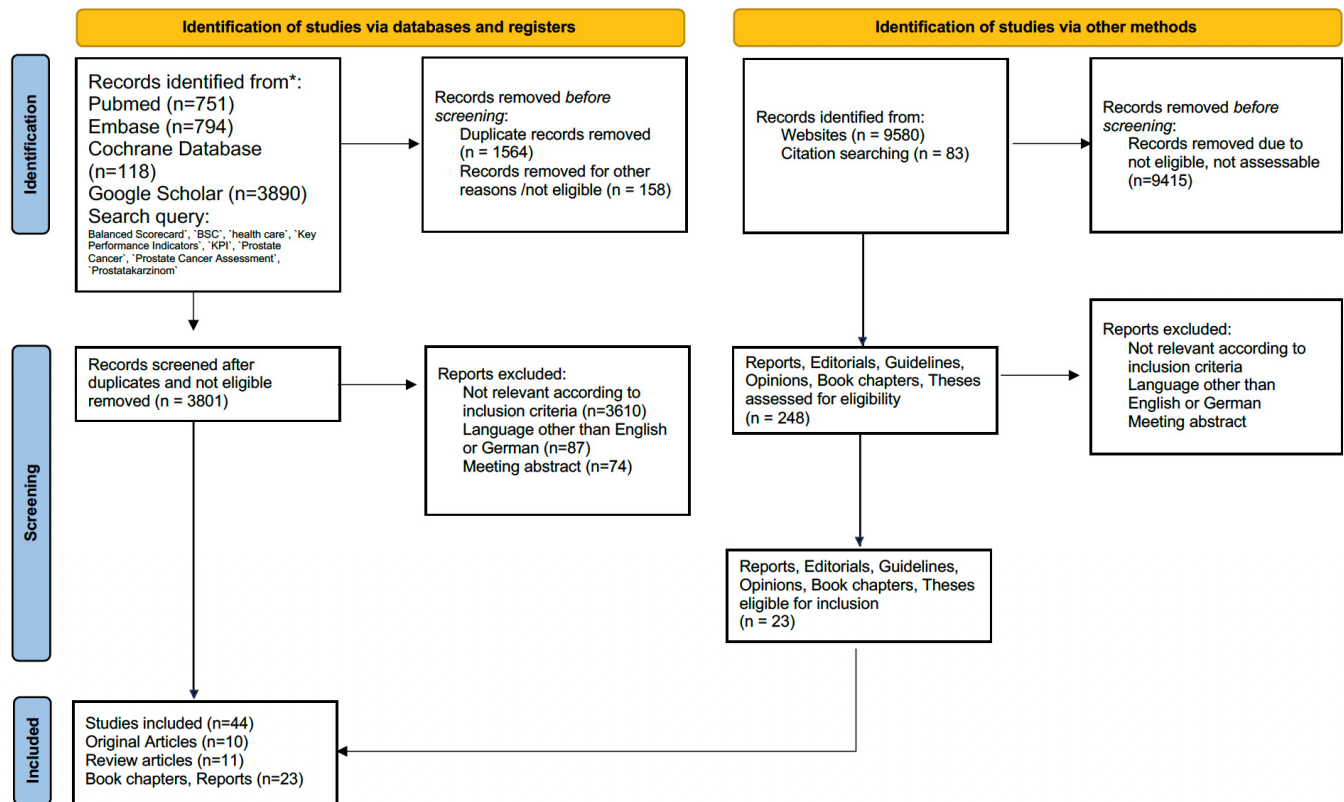 Identification of studies via databases and registers
Identification of studies via other methods
Identification
Records identified from*:
Pubmed (n=751)
Embase (n=794)
Cochrane Database
(n=118)
Google Scholar (n=3890)
Search query:
Balanced Scorecard`, `BSC`, `health care`, `Key
Performance Indicators`, `KPI`, `Prostate
Cancer`, `Prostate Cancer Assessment`,
`Prostatakarzinom`
Records removed before
screening:
Duplicate records removed
(n = 1564)
Records removed for other
reasons /not eligible (n = 158)
Records identified from:
Websites (n = 9580)
Citation searching (n = 83)
Records removed before
screening:
Records removed due to
not eligible, not assessable
(n=9415)
Screening
Records screened after
duplicates and not eligible
removed (n = 3801)
Reports excluded:
Not relevant according to
inclusion criteria (n=3610)
Language other than English
or German (n=87)
Meeting abstract (n=74)
Reports, Editorials, Guidelines,
Opinions, Book chapters, Theses
assessed for eligibility
(n = 248)
Reports excluded:
Not relevant according to
inclusion criteria
Language other than
English or German
Meeting abstract
Reports, Editorials, Guidelines,
Opinions, Book chapters, Theses
eligible for inclusion
(n = 23)
Included
Studies included (n=44)
Original Articles (n=10)
Review articles (n=11)
Book chapters, Reports (n=23)